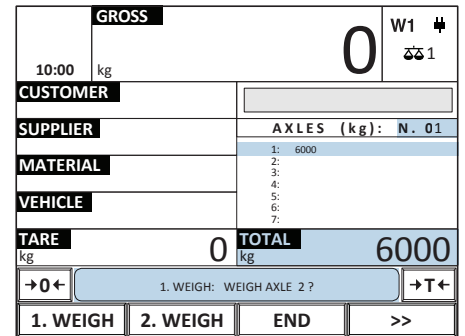 GROSS
0
W1
1
10:00 kg
CUSTOMER
SUPPLIER
AXLES (kg): N. 01
1: 6000
2:
MATERIAL
3:
4:
VEHICLE
5:
6:
7:
TARE
kg
0
TOTAL
kg
6000
→0←
1. WEIGH: WEIGH AXLE 2 ?
→T←
1. WEIGH
2. WEIGH
END
>>